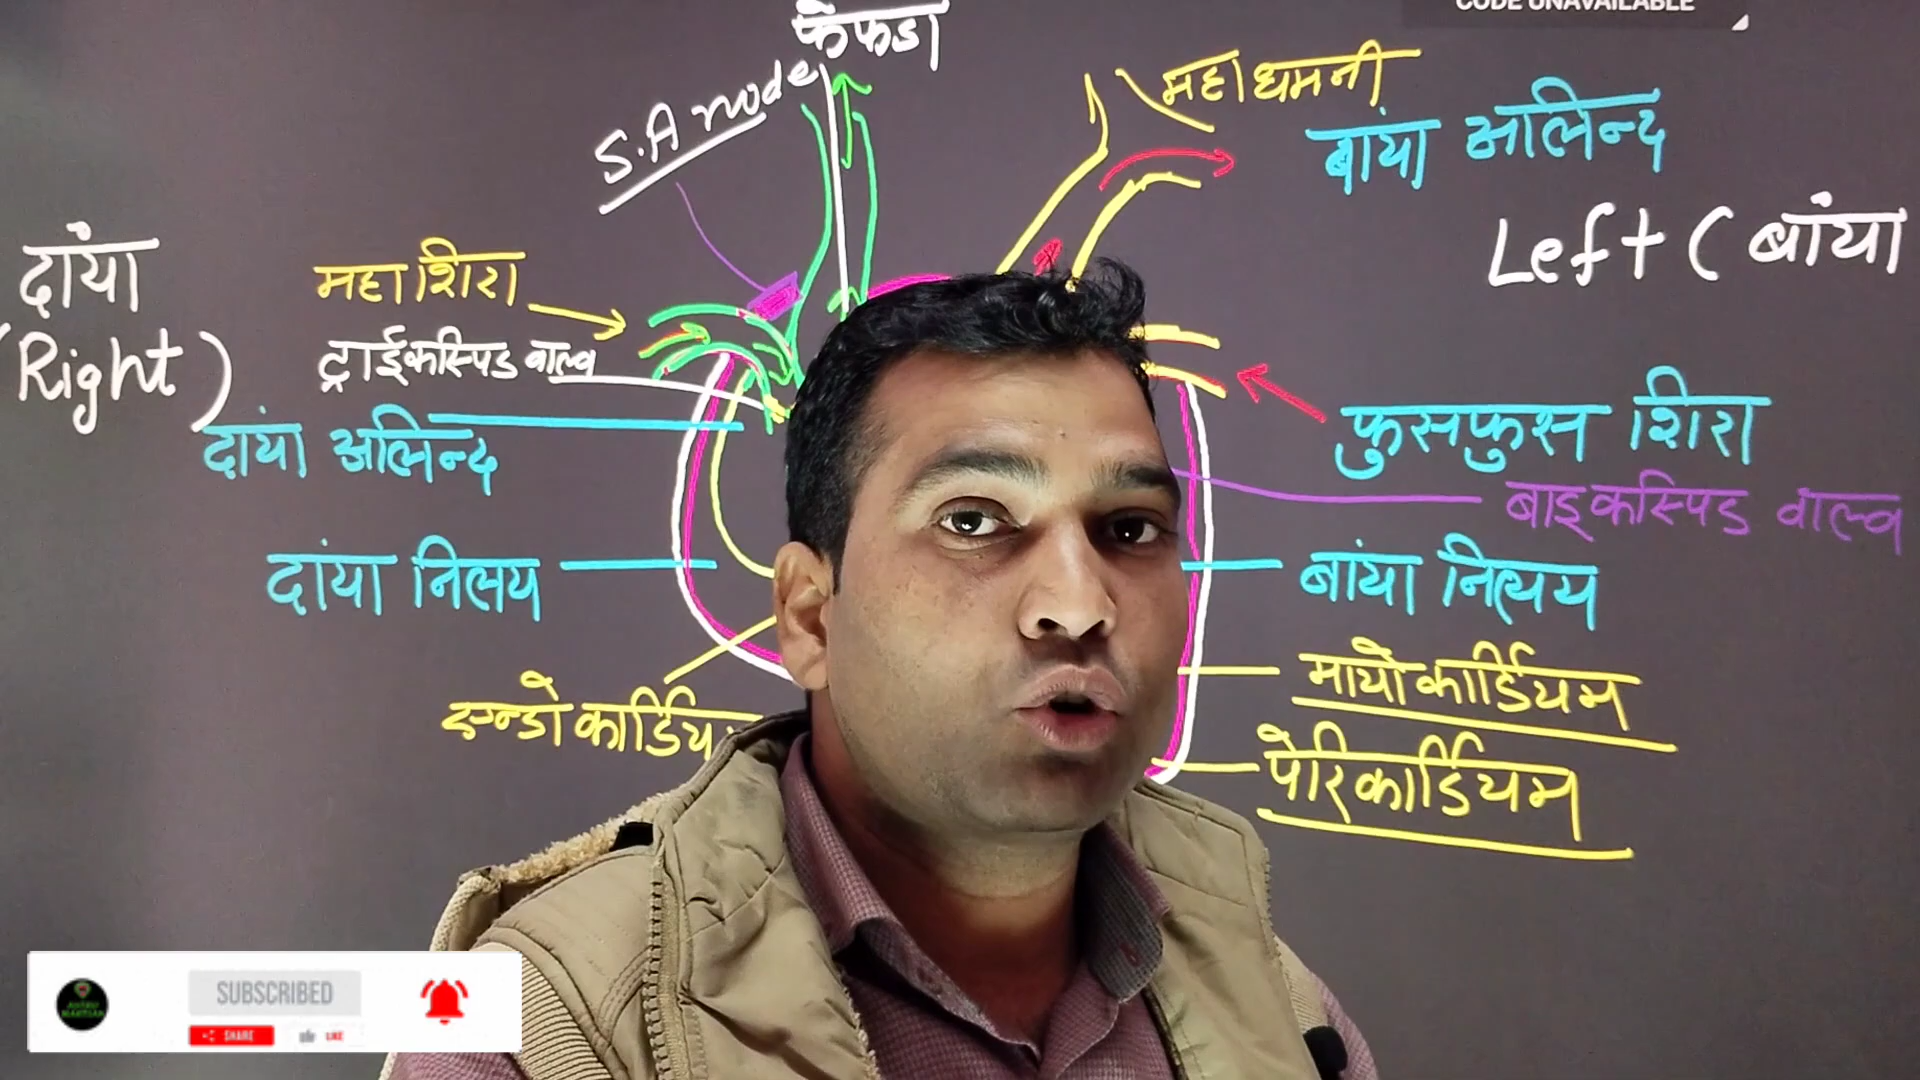 CODE UNAVAILABLE
फेफडा
S.A node
महाधमनी
बांया अलिन्द
Left ( बांया
दांया
(Right)
महाशिरा
ट्राईकस्पिड वाल्व
दांया अलिन्द
फुसफुस शिरा
बाइकस्पिड वाल्व
दांया निलय
बांया निलय
मायोकार्डियम
एन्डोकार्डिय
पेरिकार्डियम
SUBSCRIBED
SHARE
LIKE